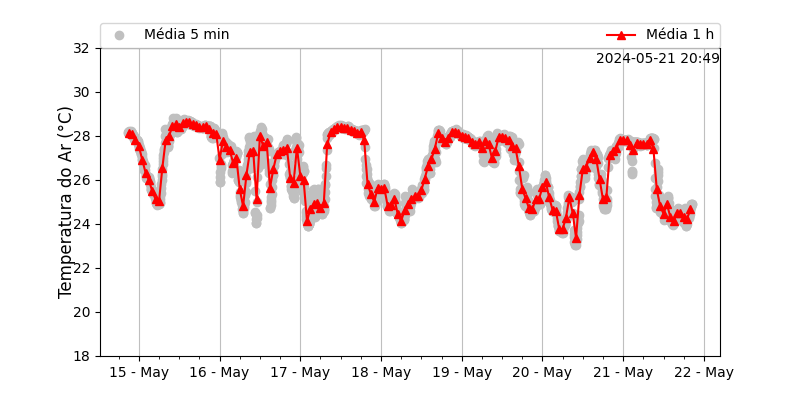 Média 5 min
Média 1 h
2024-05-21 20:49
Temperatura do Ar (°C)
32
30
28
26
24
22
20
18
15 - May
16 - May
17 - May
18 - May
19 - May
20 - May
21 - May
22 - May